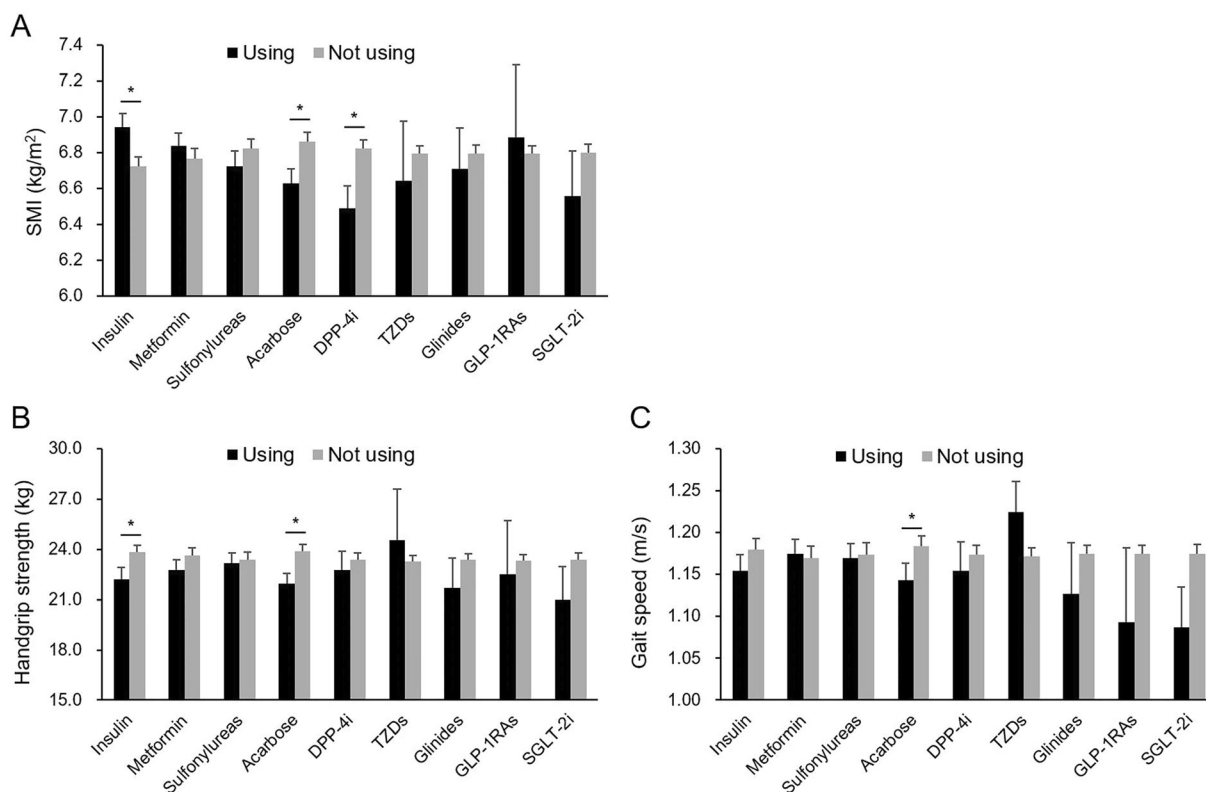 A
Using Not using
SMI (kg/m²)
7.4
7.2
7.0
6.8
6.6
6.4
6.2
6.0
* * *
Insulin
Metformin
Sulfonylureas
Acarbose
DPP-4i
TZDs
Glinides
GLP-1RAs
SGLT-2i
B
Using Not using
Handgrip strength (kg)
30.0
27.0
24.0
21.0
18.0
15.0
* *
Insulin
Metformin
Sulfonylureas
Acarbose
DPP-4i
TZDs
Glinides
GLP-1RAs
SGLT-2i
C
Using Not using
Gait speed (m/s)
1.30
1.25
1.20
1.15
1.10
1.05
1.00
*
Insulin
Metformin
Sulfonylureas
Acarbose
DPP-4i
TZDs
Glinides
GLP-1RAs
SGLT-2i